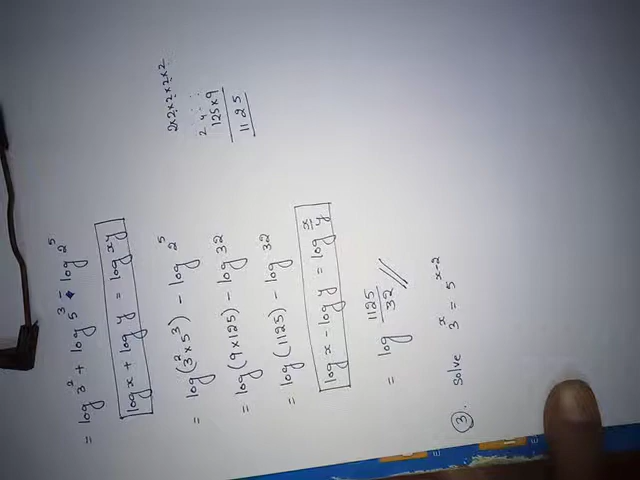 = log 3² + log 5³ - log 2⁵
log x + log y = log xy
= log(3² × 5³) - log 2⁵
2×2×2×2×2
= log(9 × 125) - log 32
2 4
125 × 9
1125
= log(1125) - log 32
log x - log y = log x/y
= log 1125/32 //
③. Solve 3ˣ = 5ˣ⁻²